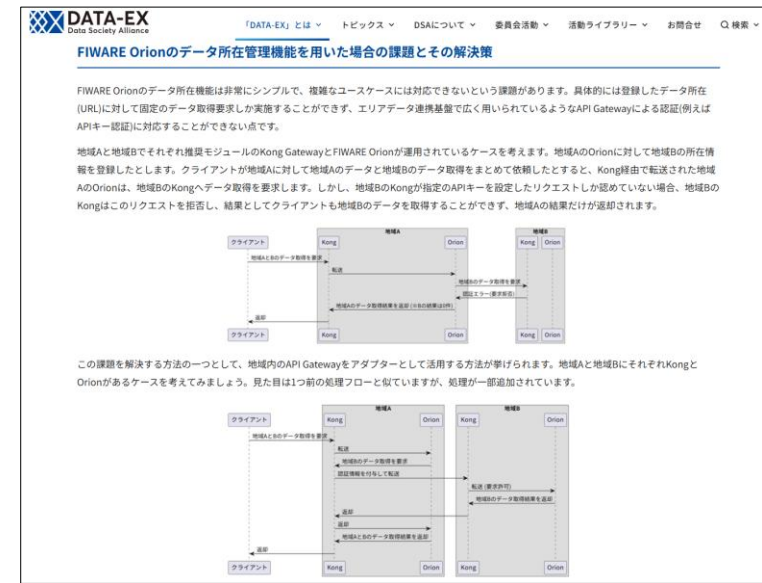 DATA-EX
Data Society Alliance
「DATA-EX」とは
トピックス
DSAについて
委員会活動
活動ライブラリー
お問合せ
検索
FIWARE Orionのデータ所在管理機能を用いた場合の課題とその解決策
FIWARE Orionのデータ所在機能は非常にシンプルで、複雑なユースケースには対応できないという課題があります。具体的には登録したデータ所在
(URL)に対して固定のデータ取得要求しか実施することができず、エリアデータ連携基盤で広く用いられているようなAPI Gatewayによる認証(例えば
APIキー認証)に対応することができない点です。
地域Aと地域Bでそれぞれ推奨モジュールのKong GatewayとFIWARE Orionが運用されているケースを考えます。地域AのOrionに対して地域Bの所在情
報を登録したとします。クライアントが地域Aに対して地域Aのデータと地域Bのデータ取得をまとめて依頼したとすると、Kong経由で転送された地域
AのOrionは、地域BのKongへデータ取得を要求します。しかし、地域BのKongが指定のAPIキーを設定したリクエストしか認めていない場合、地域Bの
Kongはこのリクエストを拒否し、結果としてクライアントも地域Bのデータを取得することができず、地域Aの結果だけが返却されます。
地域A
地域B
クライアント
Kong
Orion
Kong
Orion
地域AとBのデータ取得を要求
転送
地域Bのデータ取得を要求
認証エラー(要求拒否)
地域Aのデータ取得結果を返却 (※Bの結果は0件)
返却
クライアント
Kong
Orion
Kong
Orion
この課題を解決する方法の一つとして、地域内のAPI Gatewayをアダプターとして活用する方法が挙げられます。地域Aと地域BにそれぞれKongと
Orionがあるケースを考えてみましょう。見た目は1つ前の処理フローと似ていますが、処理が一部追加されています。
地域A
地域B
クライアント
Kong
Orion
Kong
Orion
地域AとBのデータ取得を要求
転送
地域Bのデータ取得を要求
認証情報を付与して転送
転送 (要求許可)
地域Bのデータ取得結果を返却
返却
返却
地域AとBのデータ取得結果を返却
返却
クライアント
Kong
Orion
Kong
Orion